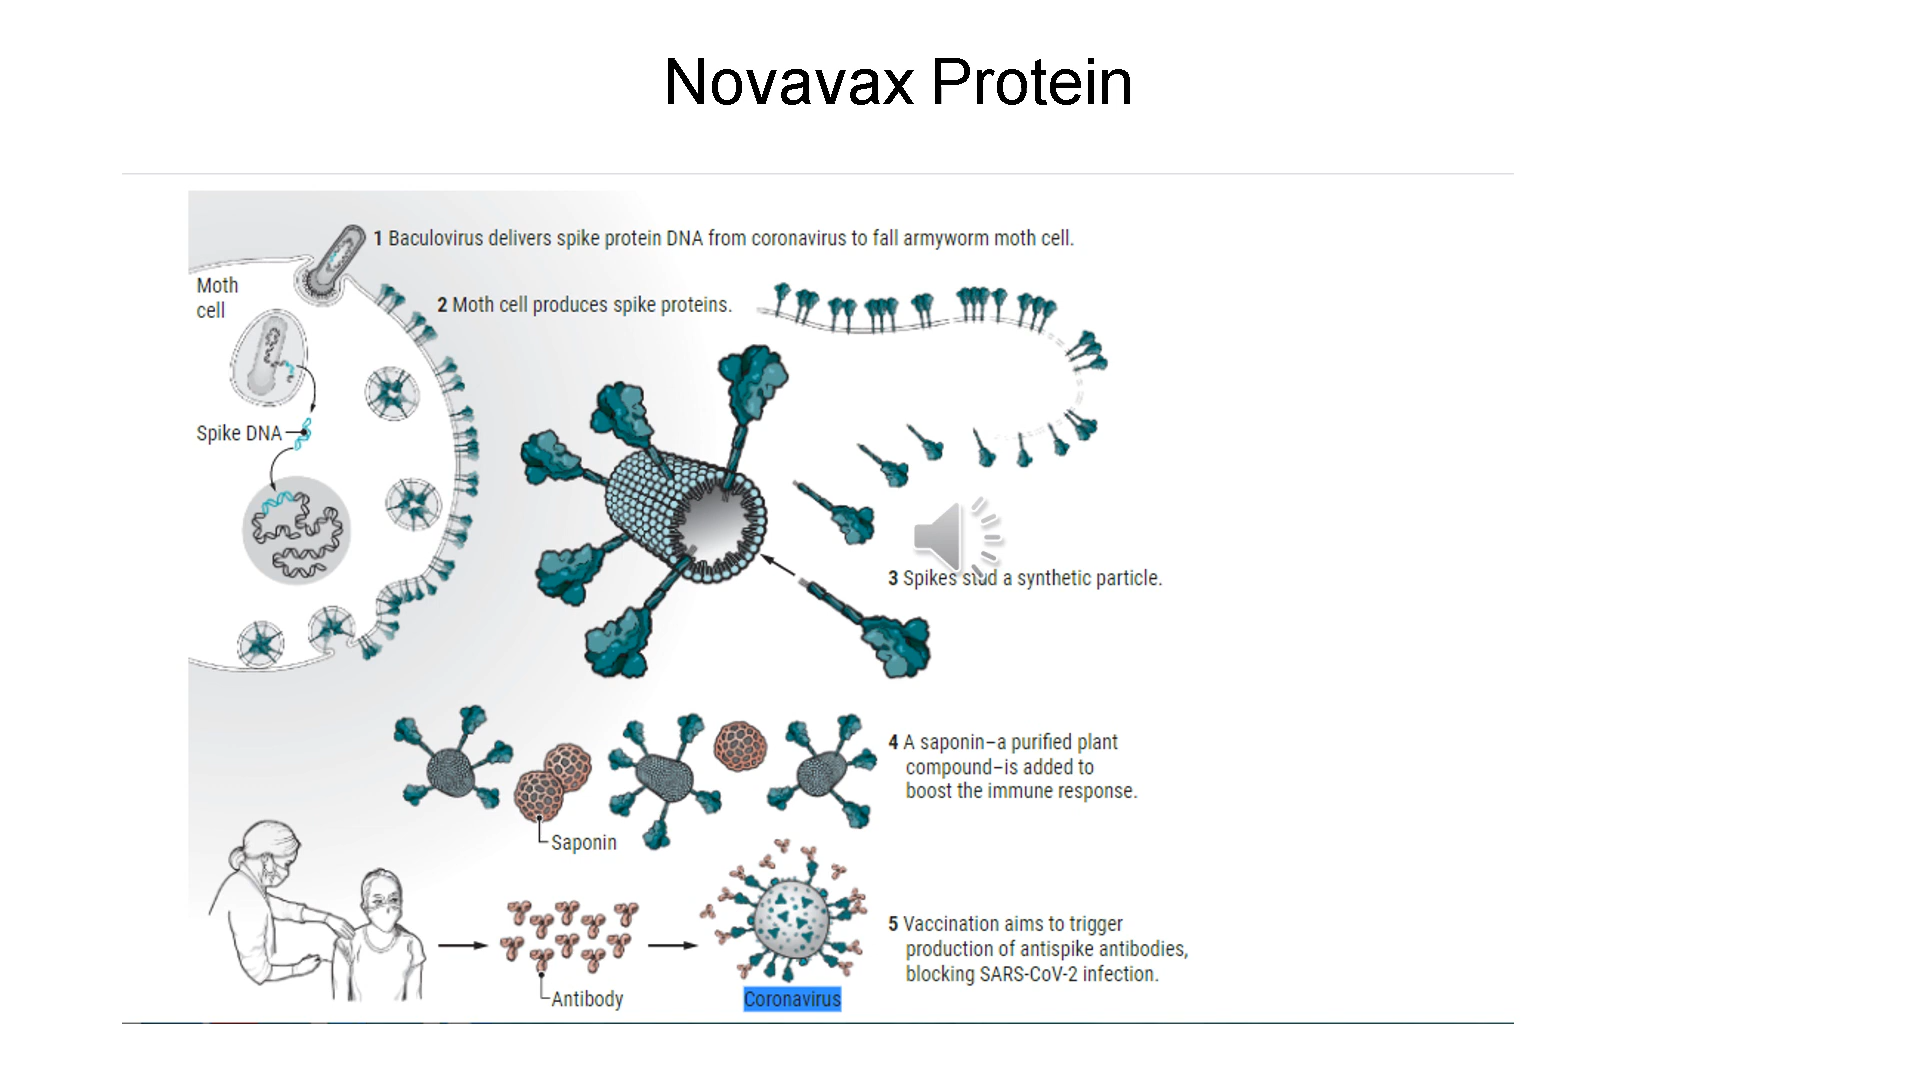 Novavax Protein
1 Baculovirus delivers spike protein DNA from coronavirus to fall armyworm moth cell.
Moth
cell
2 Moth cell produces spike proteins.
Spike DNA
3 Spikes stud a synthetic particle.
4 A saponin–a purified plant
compound–is added to
boost the immune response.
Saponin
5 Vaccination aims to trigger
production of antispike antibodies,
blocking SARS-CoV-2 infection.
Antibody
Coronavirus